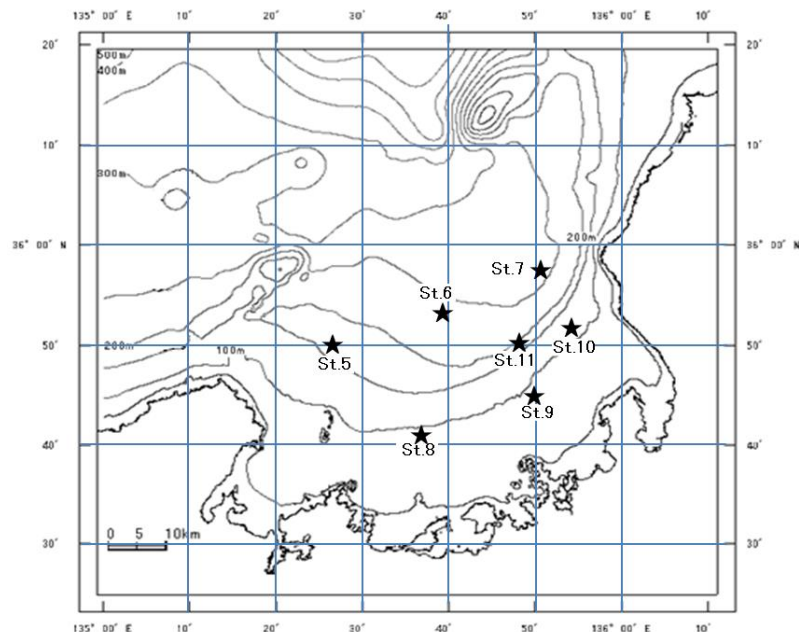 135° 00′ E 10′ 20′ 30′ 40′ 50′ 136° 00′ E 10′
20′ 20′
500m
400m
10′ 10′
300m
36° 00′ N 200m 36° 00′ N
St.7
St.6
50′ 200m 100m 50′
St.5 St.11 St.10
St.9
40′ 40′
St.8
0 5 10km
30′ 30′
135° 00′ E 10′ 20′ 30′ 40′ 50′ 136° 00′ E 10′